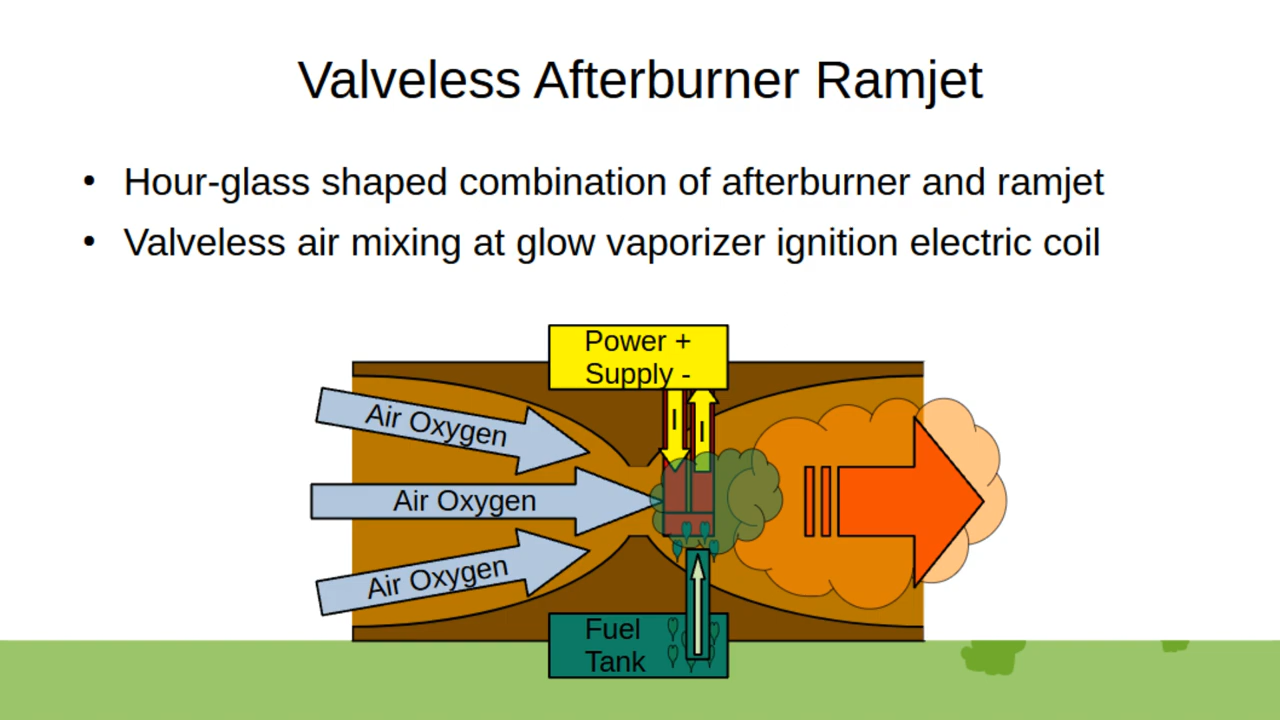 Valveless Afterburner Ramjet
• Hour-glass shaped combination of afterburner and ramjet
• Valveless air mixing at glow vaporizer ignition electric coil
Power +
Supply -
Air Oxygen
I I
Air Oxygen
Air Oxygen
Fuel
Tank